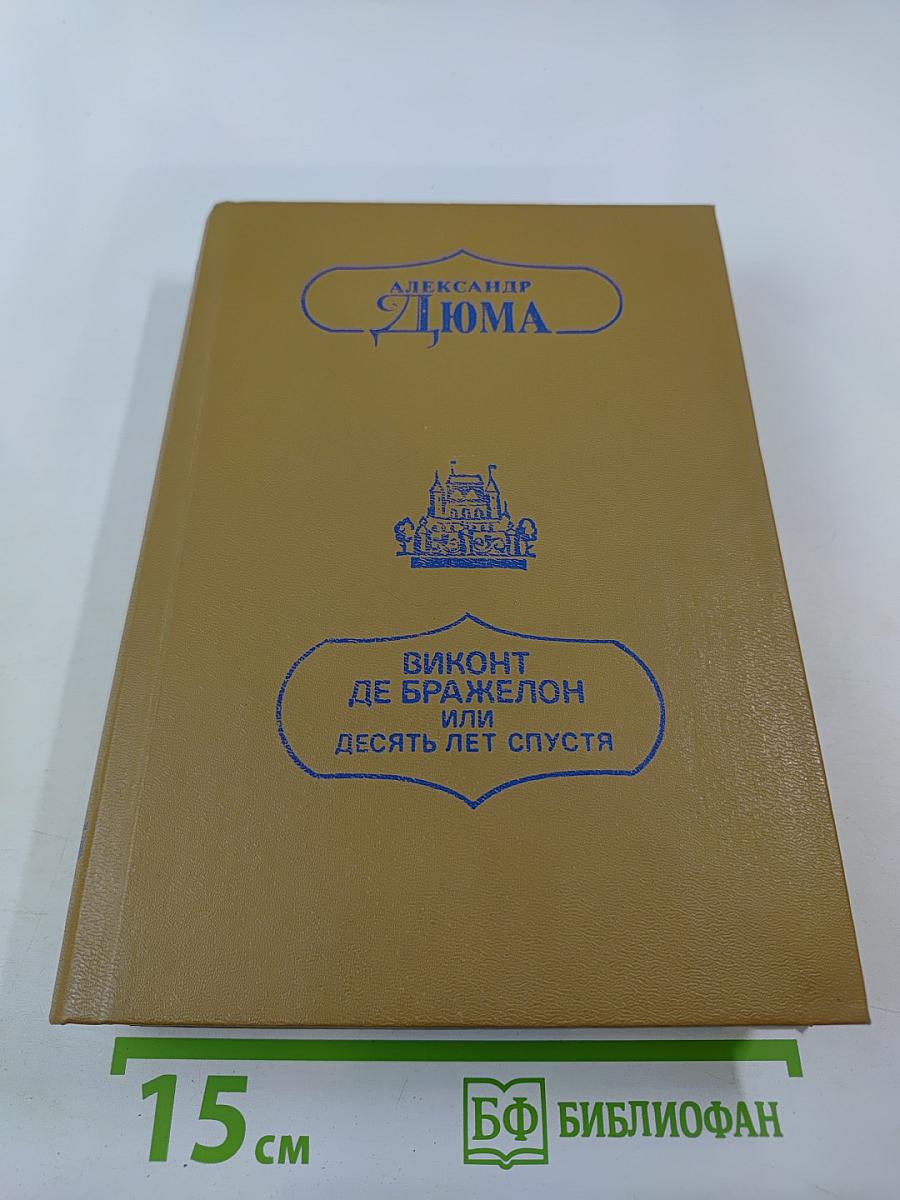 АЛЕКСАНДР
ДЮМА
ВИКОНТ
ДЕ БРАЖЕЛОН
ИЛИ
ДЕСЯТЬ ЛЕТ СПУСТЯ
15 см
БФ БИБЛИОФАН